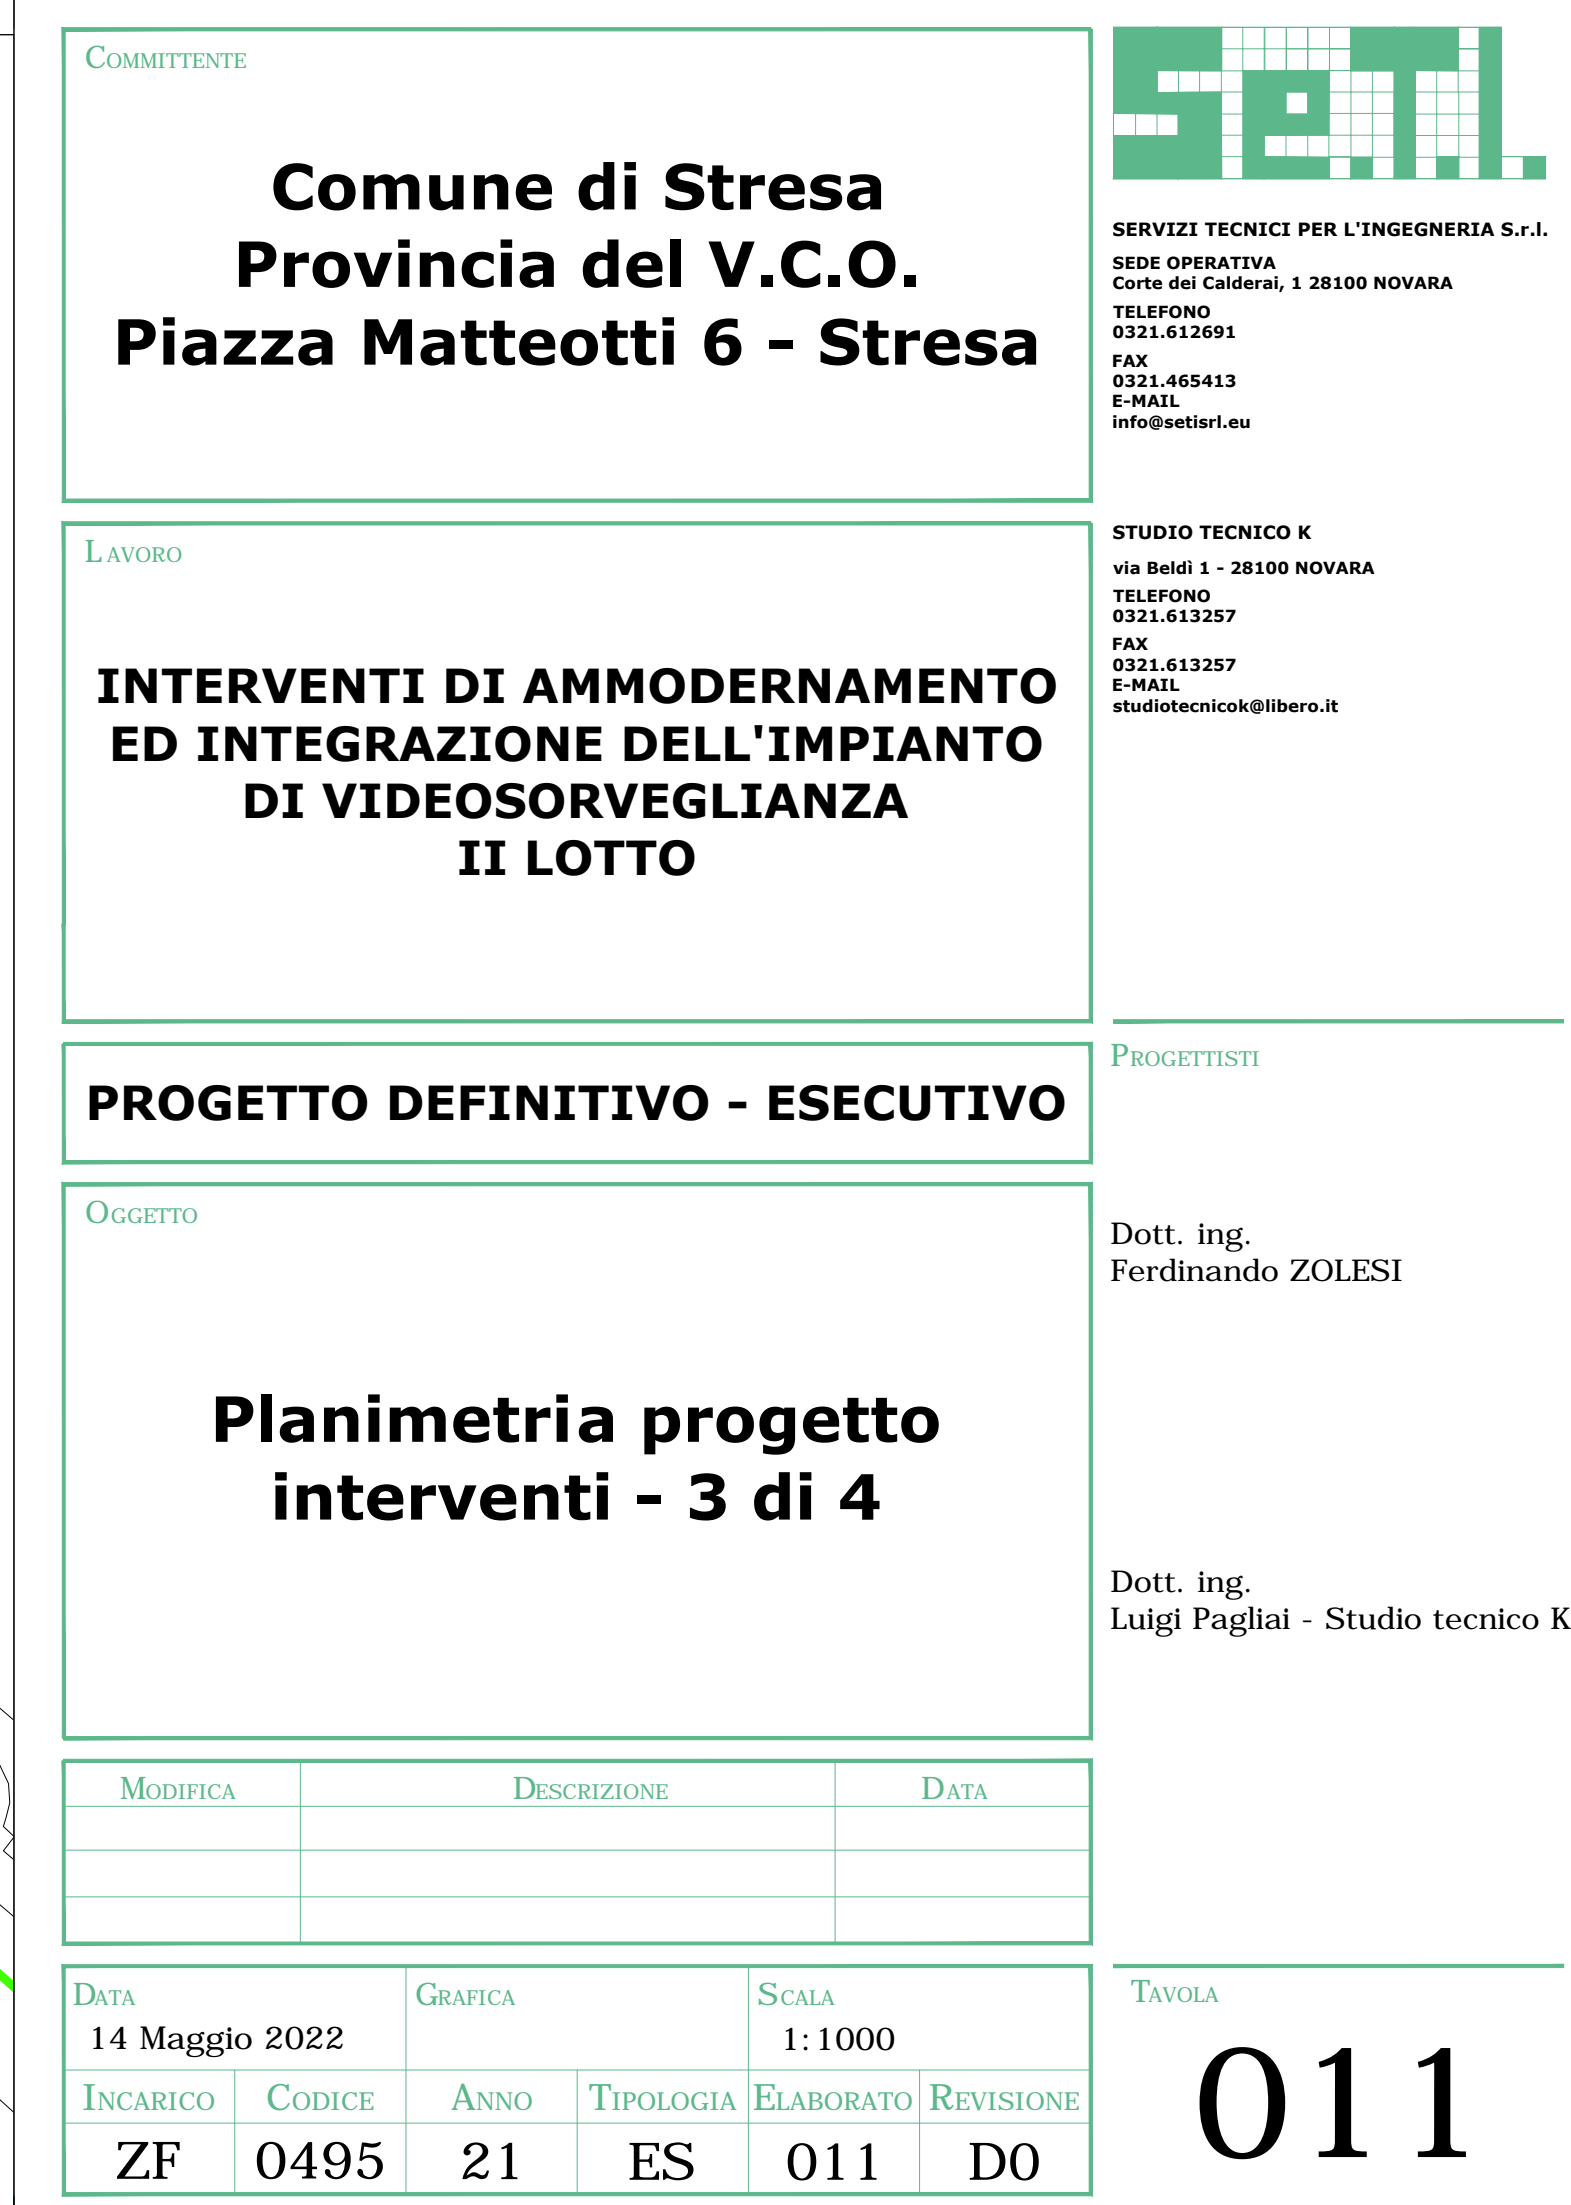 COMMITTENTE
Comune di Stresa
Provincia del V.C.O.
Piazza Matteotti 6 - Stresa
SeTI.
SERVIZI TECNICI PER L'INGEGNERIA S.r.l.
SEDE OPERATIVA
Corte dei Calderai, 1 28100 NOVARA
TELEFONO
0321.612691
FAX
0321.465413
E-MAIL
info@setisrl.eu
LAVORO
INTERVENTI DI AMMODERNAMENTO
ED INTEGRAZIONE DELL'IMPIANTO
DI VIDEOSORVEGLIANZA
II LOTTO
STUDIO TECNICO K
via Beldì 1 - 28100 NOVARA
TELEFONO
0321.613257
FAX
0321.613257
E-MAIL
studiotecnicok@libero.it
PROGETTO DEFINITIVO - ESECUTIVO
PROGETTISTI
OGGETTO
Planimetria progetto
interventi - 3 di 4
Dott. ing.
Ferdinando ZOLESI
Dott. ing.
Luigi Pagliai - Studio tecnico K
MODIFICA DESCRIZIONE DATA
DATA GRAFICA SCALA
14 Maggio 2022 1:1000
INCARICO CODICE ANNO TIPOLOGIA ELABORATO REVISIONE
ZF 0495 21 ES 011 D0
TAVOLA
011